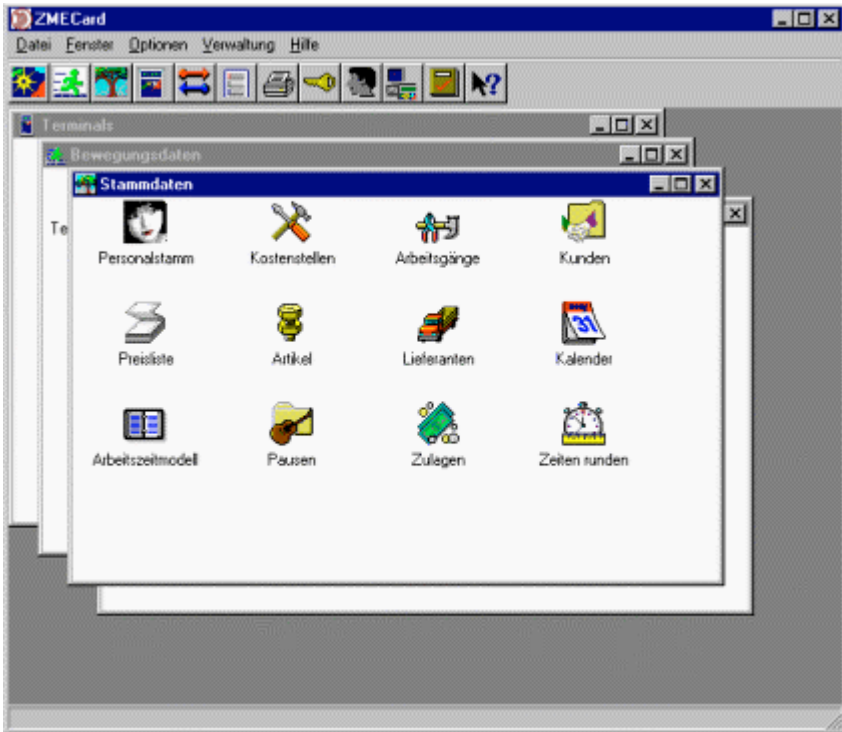 ZMECard
Datei Fenster Optionen Verwaltung Hilfe
Terminals
Bewegungsdaten
Stammdaten
Te
Personalstamm Kostenstellen Arbeitsgänge Kunden
31
Preisliste Artikel Lieferanten Kalender
Arbeitszeitmodell Pausen Zulagen Zeiten runden